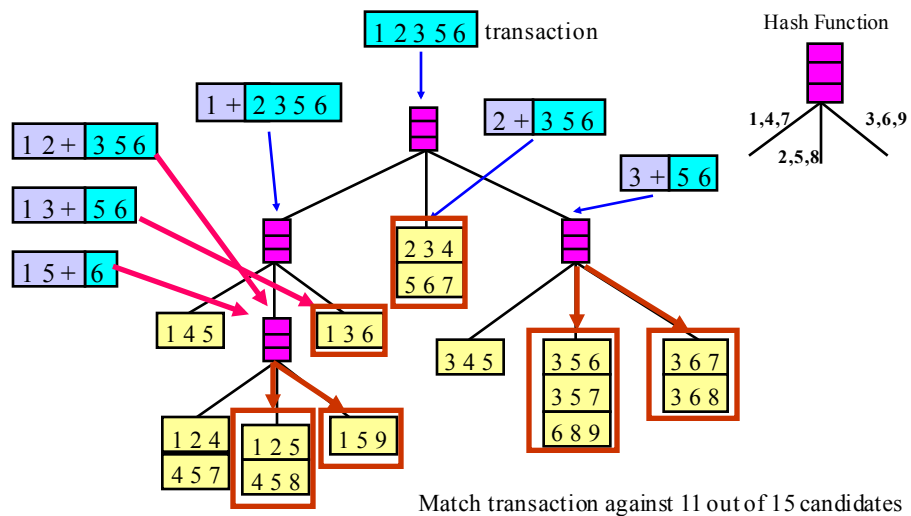 1 2 3 5 6 transaction
Hash Function
1,4,7
3,6,9
2,5,8
1 + 2 3 5 6
2 + 3 5 6
1 2 + 3 5 6
3 + 5 6
1 3 + 5 6
1 5 + 6
2 3 4
5 6 7
1 4 5
1 3 6
3 4 5
3 5 6
3 5 7
6 8 9
3 6 7
3 6 8
1 2 4
4 5 7
1 2 5
4 5 8
1 5 9
Match transaction against 11 out of 15 candidates